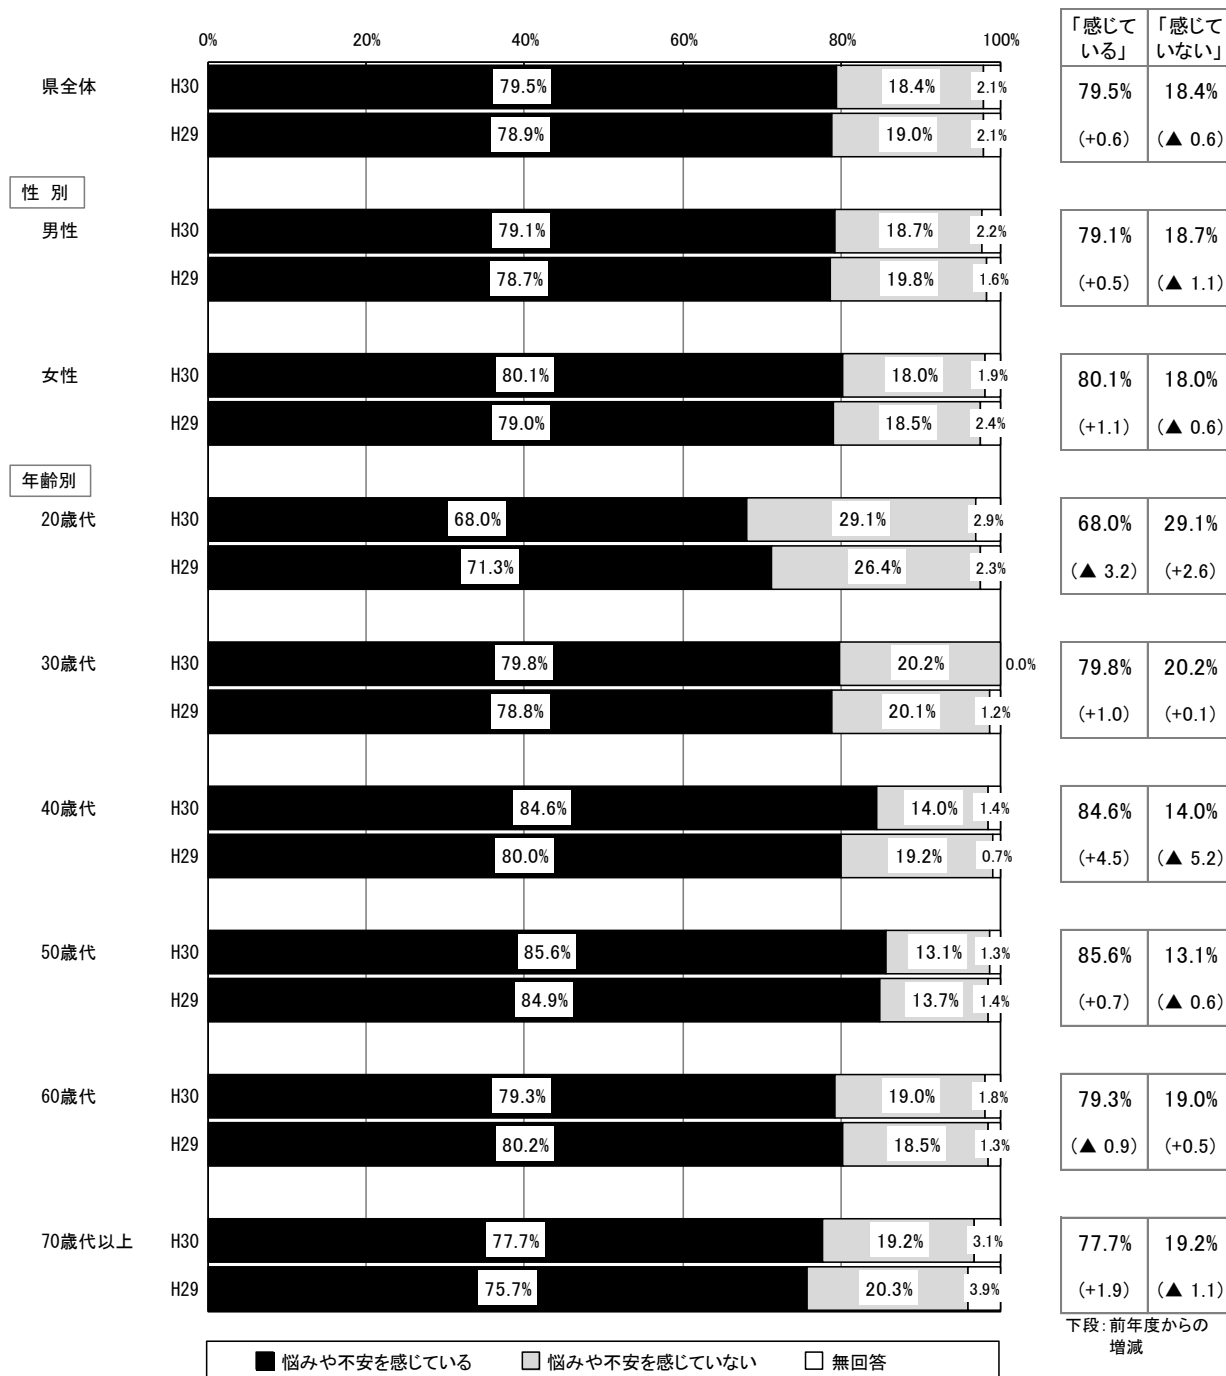 0% 20% 40% 60% 80% 100% 「感じている」 「感じていない」
県全体 H30 79.5% 18.4% 2.1% 79.5% 18.4%
H29 78.9% 19.0% 2.1% (+0.6) (▲ 0.6)
性 別
男性 H30 79.1% 18.7% 2.2% 79.1% 18.7%
H29 78.7% 19.8% 1.6% (+0.5) (▲ 1.1)
女性 H30 80.1% 18.0% 1.9% 80.1% 18.0%
H29 79.0% 18.5% 2.4% (+1.1) (▲ 0.6)
年齢別
20歳代 H30 68.0% 29.1% 2.9% 68.0% 29.1%
H29 71.3% 26.4% 2.3% (▲ 3.2) (+2.6)
30歳代 H30 79.8% 20.2% 0.0% 79.8% 20.2%
H29 78.8% 20.1% 1.2% (+1.0) (+0.1)
40歳代 H30 84.6% 14.0% 1.4% 84.6% 14.0%
H29 80.0% 19.2% 0.7% (+4.5) (▲ 5.2)
50歳代 H30 85.6% 13.1% 1.3% 85.6% 13.1%
H29 84.9% 13.7% 1.4% (+0.7) (▲ 0.6)
60歳代 H30 79.3% 19.0% 1.8% 79.3% 19.0%
H29 80.2% 18.5% 1.3% (▲ 0.9) (+0.5)
70歳代以上 H30 77.7% 19.2% 3.1% 77.7% 19.2%
H29 75.7% 20.3% 3.9% (+1.9) (▲ 1.1)
下段：前年度からの
増減
悩みや不安を感じている 悩みや不安を感じていない 無回答